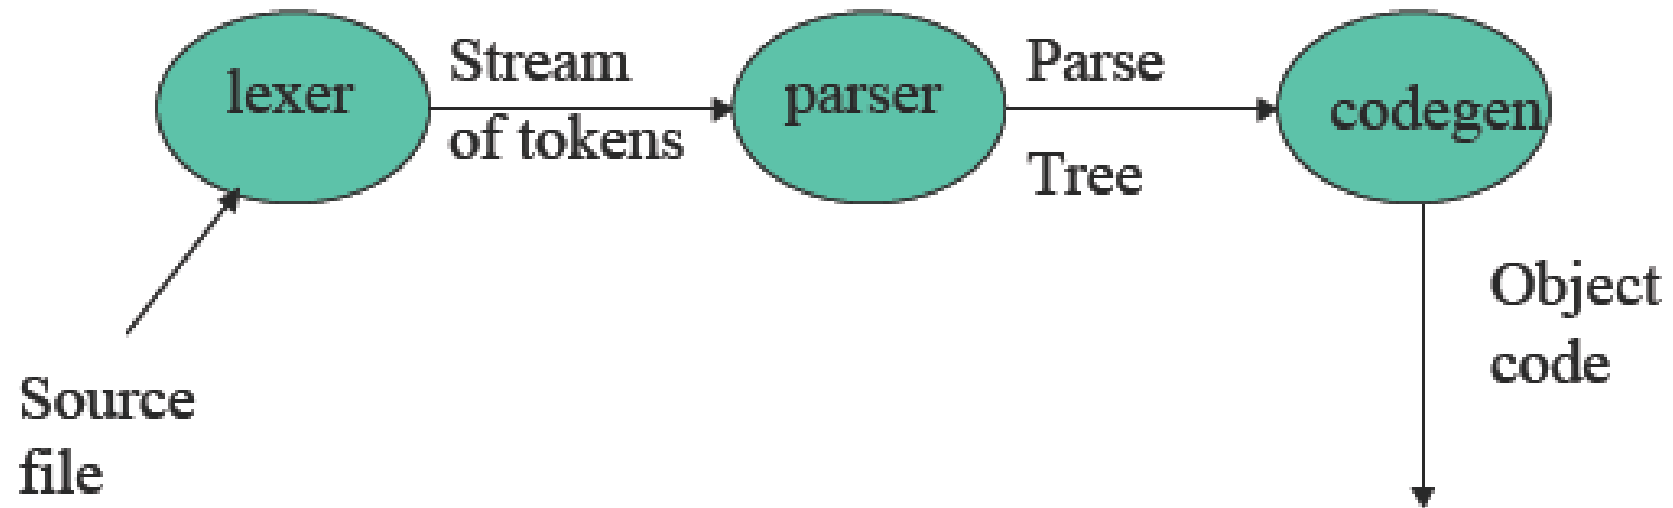 lexer
Stream
of tokens
parser
Parse
Tree
codegen
Object
code
Source
file